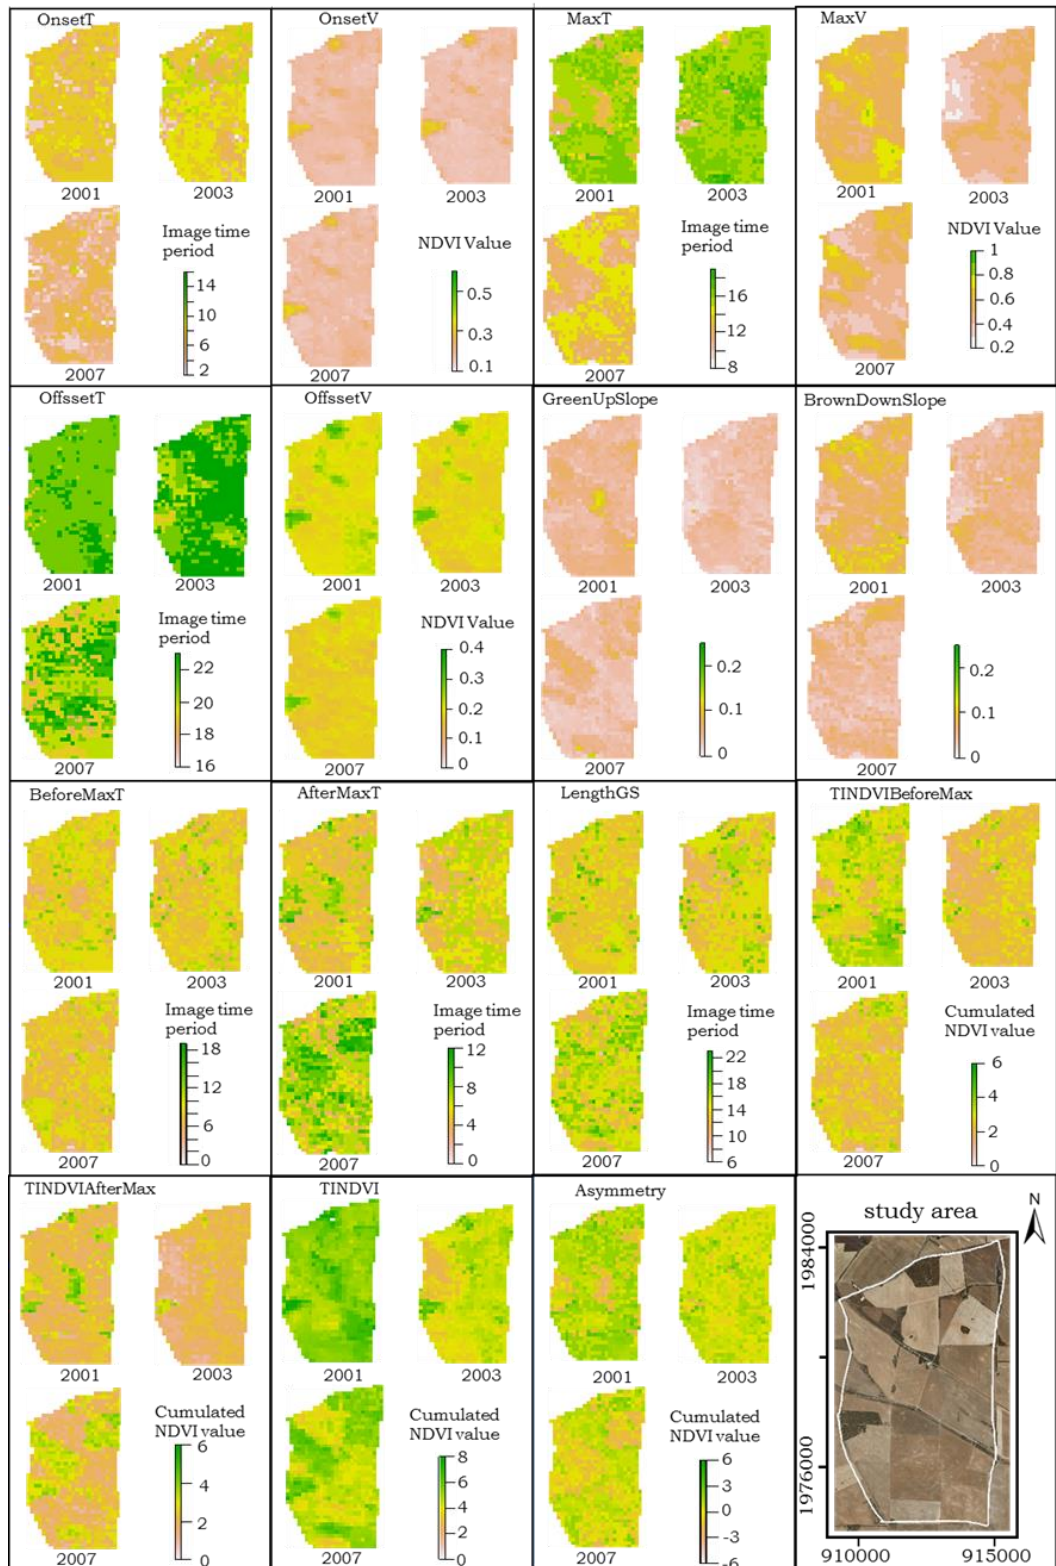 OnsetT
2001
2003
2007
Image time
period
14
10
6
2
OnsetV
2001
2003
2007
NDVI Value
0.5
0.3
0.1
MaxT
2001
2003
2007
Image time
period
16
12
8
MaxV
2001
2003
2007
NDVI Value
1
0.8
0.6
0.4
0.2
OffssetT
2001
2003
2007
Image time
period
22
20
18
16
OffssetV
2001
2003
2007
NDVI Value
0.4
0.3
0.2
0.1
0
GreenUpSlope
2001
2003
2007
0.2
0.1
0
BrownDownSlope
2001
2003
2007
0.2
0.1
0
BeforeMaxT
2001
2003
2007
Image time
period
18
12
6
0
AfterMaxT
2001
2003
2007
Image time
period
12
8
4
0
LengthGS
2001
2003
2007
Image time
period
22
18
14
10
6
TINDVIBeforeMax
2001
2003
2007
Cumulated
NDVI value
6
4
2
0
TINDVIAfterMax
2001
2003
2007
Cumulated
NDVI value
6
4
2
0
TINDVI
2001
2003
2007
Cumulated
NDVI value
8
6
4
2
0
Asymmetry
2001
2003
2007
Cumulated
NDVI value
6
3
0
-3
-6
study area
N
1984000
1976000
910000
915000